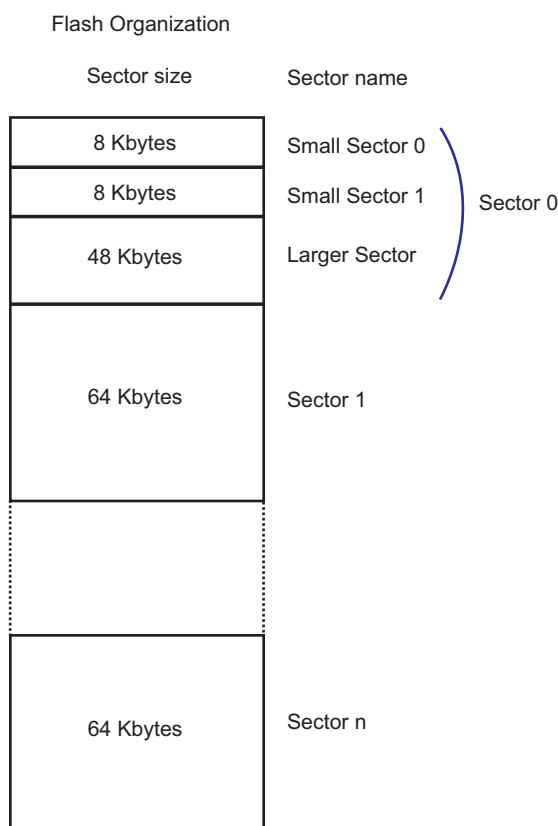 Flash Organization
Sector size
Sector name
8 Kbytes
Small Sector 0
8 Kbytes
Small Sector 1
Sector 0
48 Kbytes
Larger Sector
64 Kbytes
Sector 1
64 Kbytes
Sector n